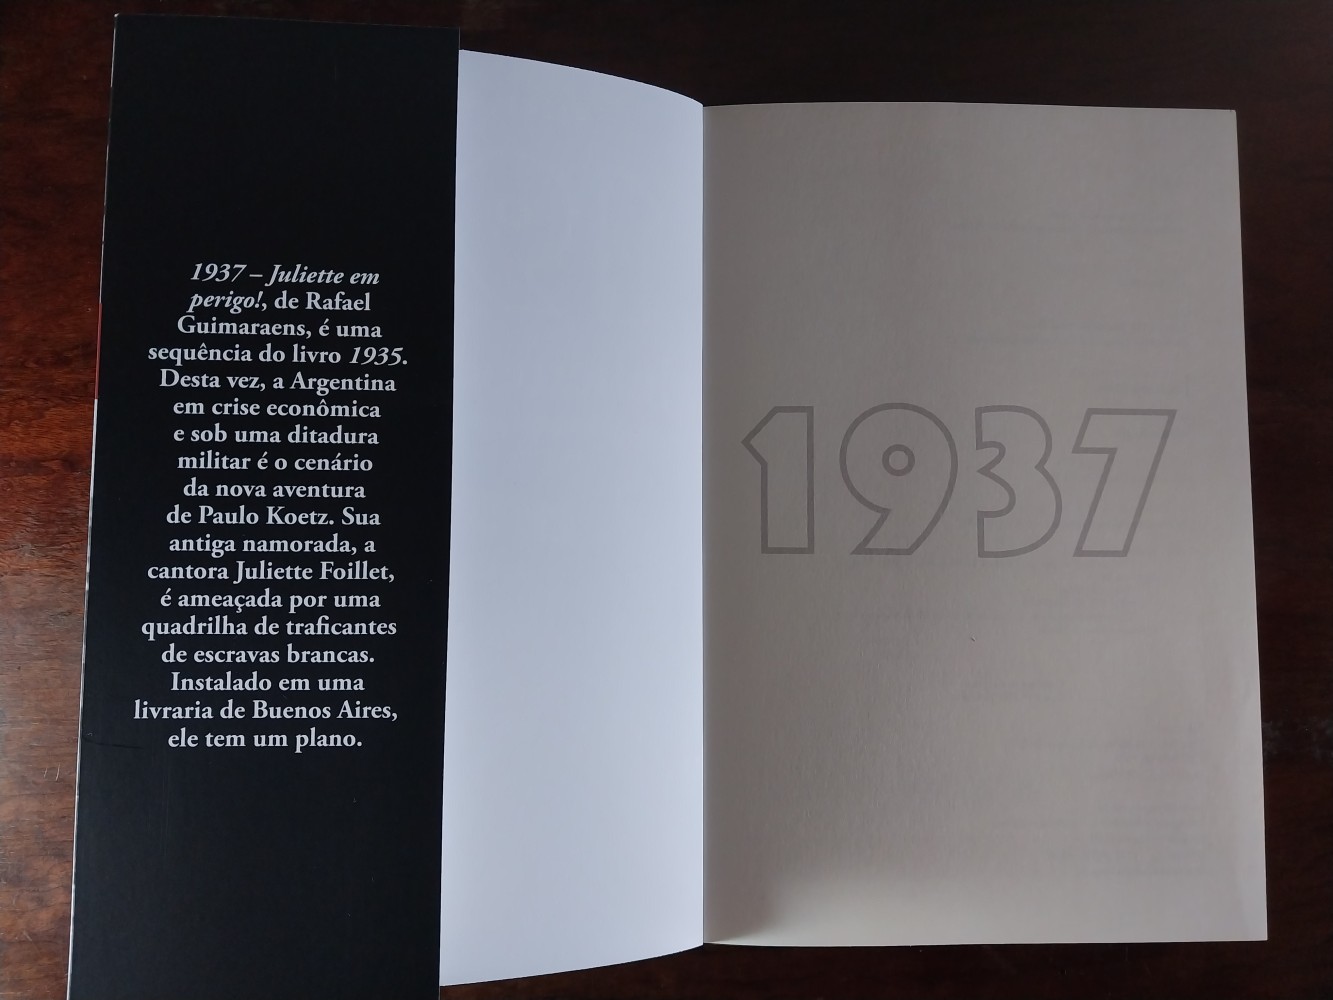 1937 – Juliette em
perigo!, de Rafael
Guimaraens, é uma
sequência do livro 1935.
Desta vez, a Argentina
em crise econômica
e sob uma ditadura
militar é o cenário
da nova aventura
de Paulo Koetz. Sua
antiga namorada, a
cantora Juliette Foillet,
é ameaçada por uma
quadrilha de traficantes
de escravas brancas.
Instalado em uma
livraria de Buenos Aires,
ele tem um plano.
1937